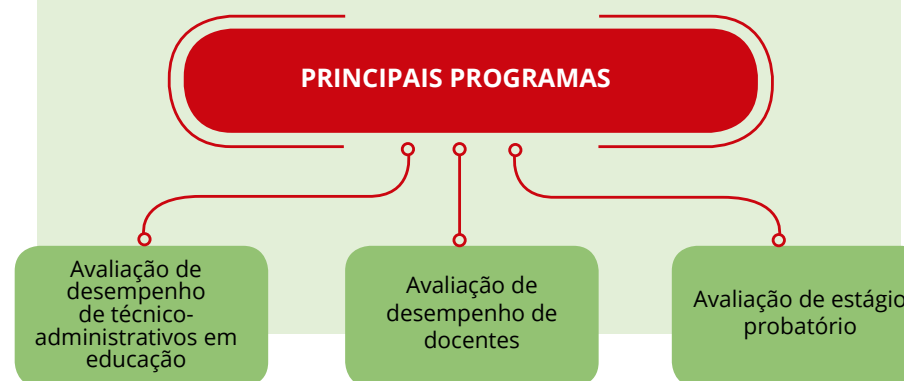 PRINCIPAIS PROGRAMAS
Avaliação de
desempenho
de técnico-
administrativos em
educação
Avaliação de
desempenho de
docentes
Avaliação de estágio
probatório